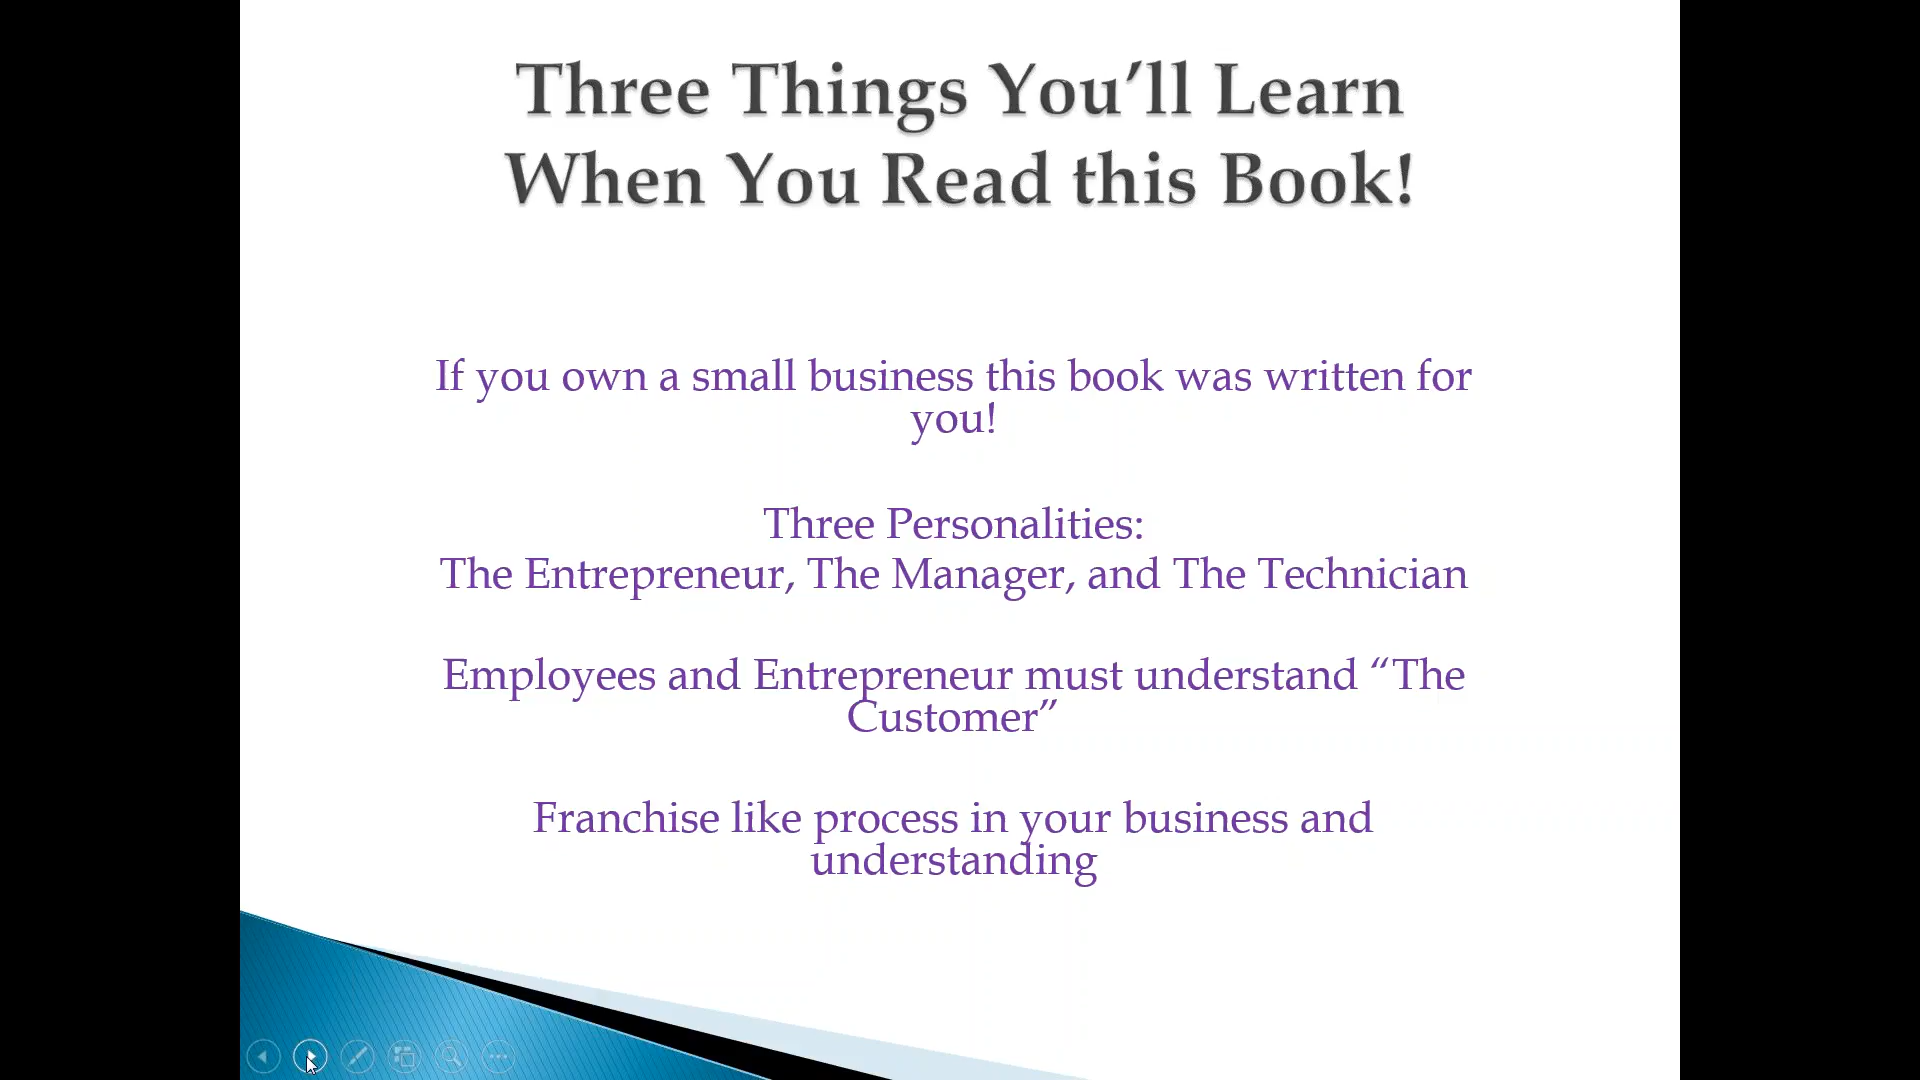 Three Things You’ll Learn
When You Read this Book!
If you own a small business this book was written for
you!
Three Personalities:
The Entrepreneur, The Manager, and The Technician
Employees and Entrepreneur must understand “The
Customer”
Franchise like process in your business and
understanding